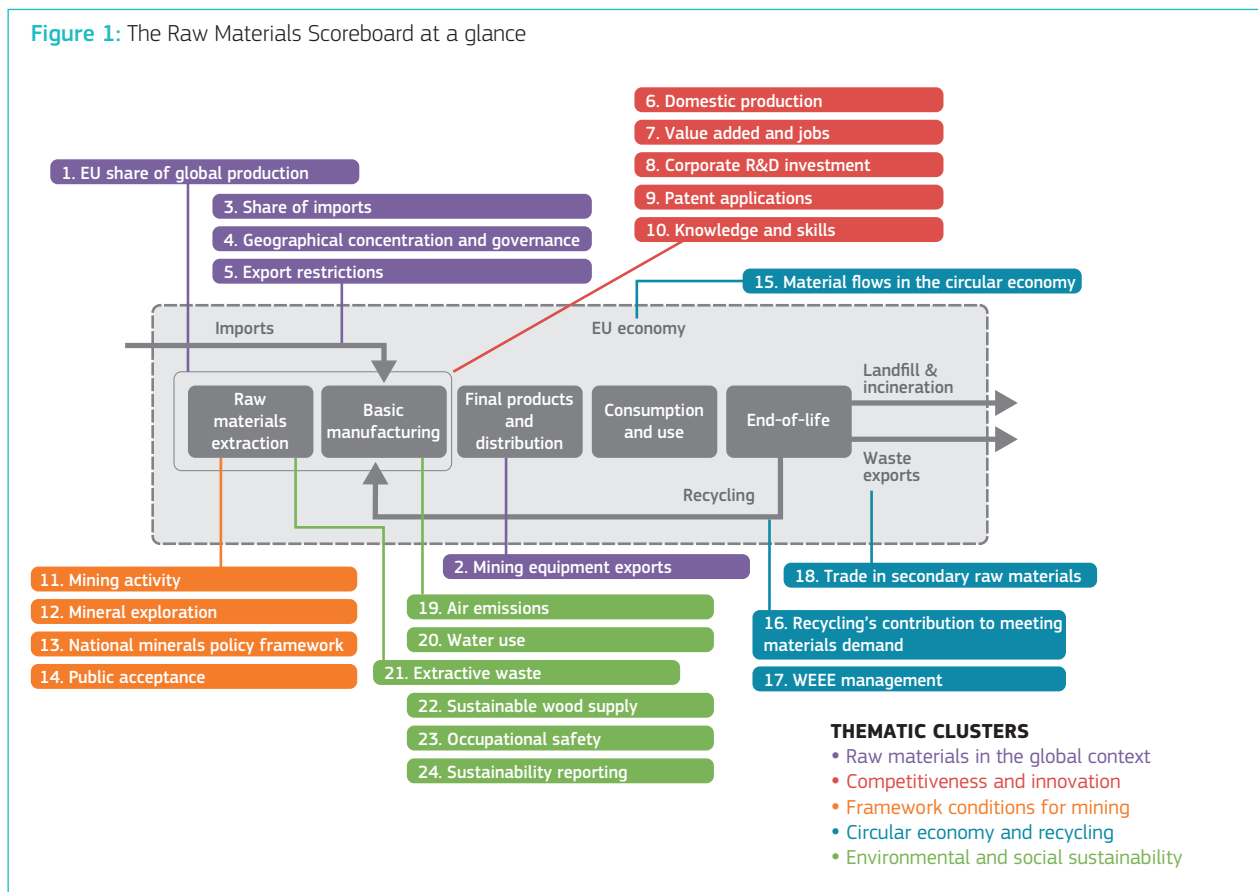 Figure 1: The Raw Materials Scoreboard at a glance
6. Domestic production
7. Value added and jobs
8. Corporate R&D investment
9. Patent applications
10. Knowledge and skills
1. EU share of global production
3. Share of imports
4. Geographical concentration and governance
5. Export restrictions
15. Material flows in the circular economy
Imports
EU economy
Raw
materials
extraction
Basic
manufacturing
Final products
and
distribution
Consumption
and use
End-of-life
Landfill &
incineration
Waste
exports
Recycling
2. Mining equipment exports
11. Mining activity
12. Mineral exploration
13. National minerals policy framework
14. Public acceptance
19. Air emissions
20. Water use
21. Extractive waste
22. Sustainable wood supply
23. Occupational safety
24. Sustainability reporting
18. Trade in secondary raw materials
16. Recycling's contribution to meeting
materials demand
17. WEEE management
THEMATIC CLUSTERS
• Raw materials in the global context
• Competitiveness and innovation
• Framework conditions for mining
• Circular economy and recycling
• Environmental and social sustainability